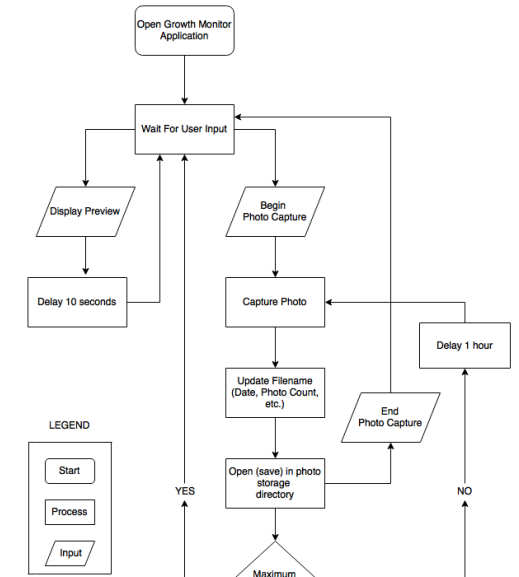 Open Growth Monitor
Application
Wait For User Input
Display Preview
Begin
Photo Capture
Delay 10 seconds
Capture Photo
Delay 1 hour
Update Filename
(Date, Photo Count,
etc.)
End
Photo Capture
LEGEND
Start
Process
Input
Open (save) in photo
storage
directory
YES
NO
Maximum